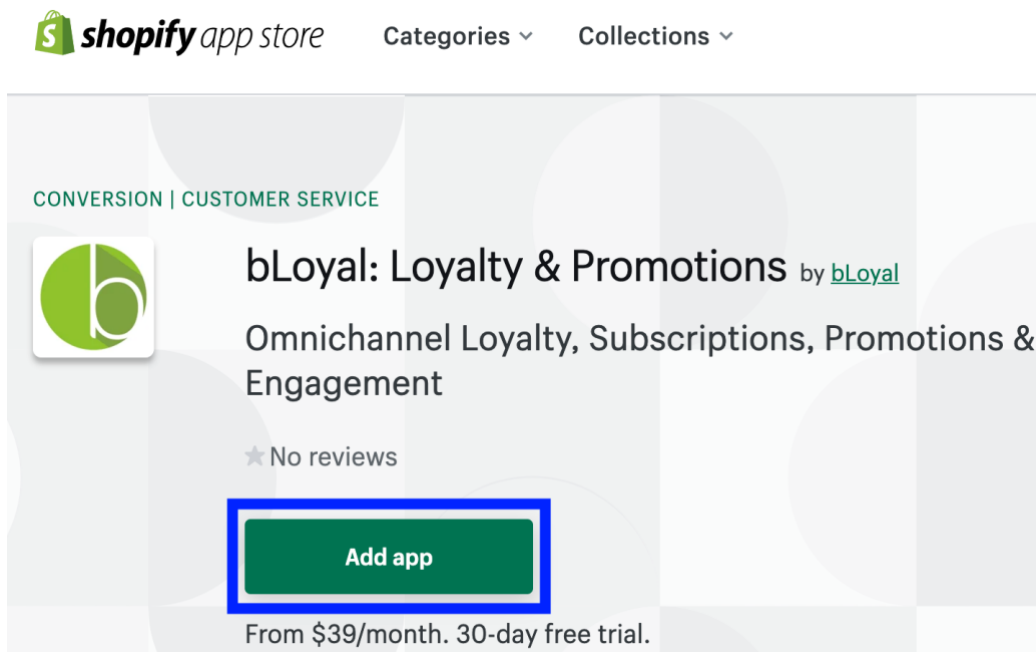 shopify app store Categories Collections
CONVERSION | CUSTOMER SERVICE
bLoyal: Loyalty & Promotions by bLoyal
Omnichannel Loyalty, Subscriptions, Promotions &
Engagement
No reviews
Add app
From $39/month. 30-day free trial.